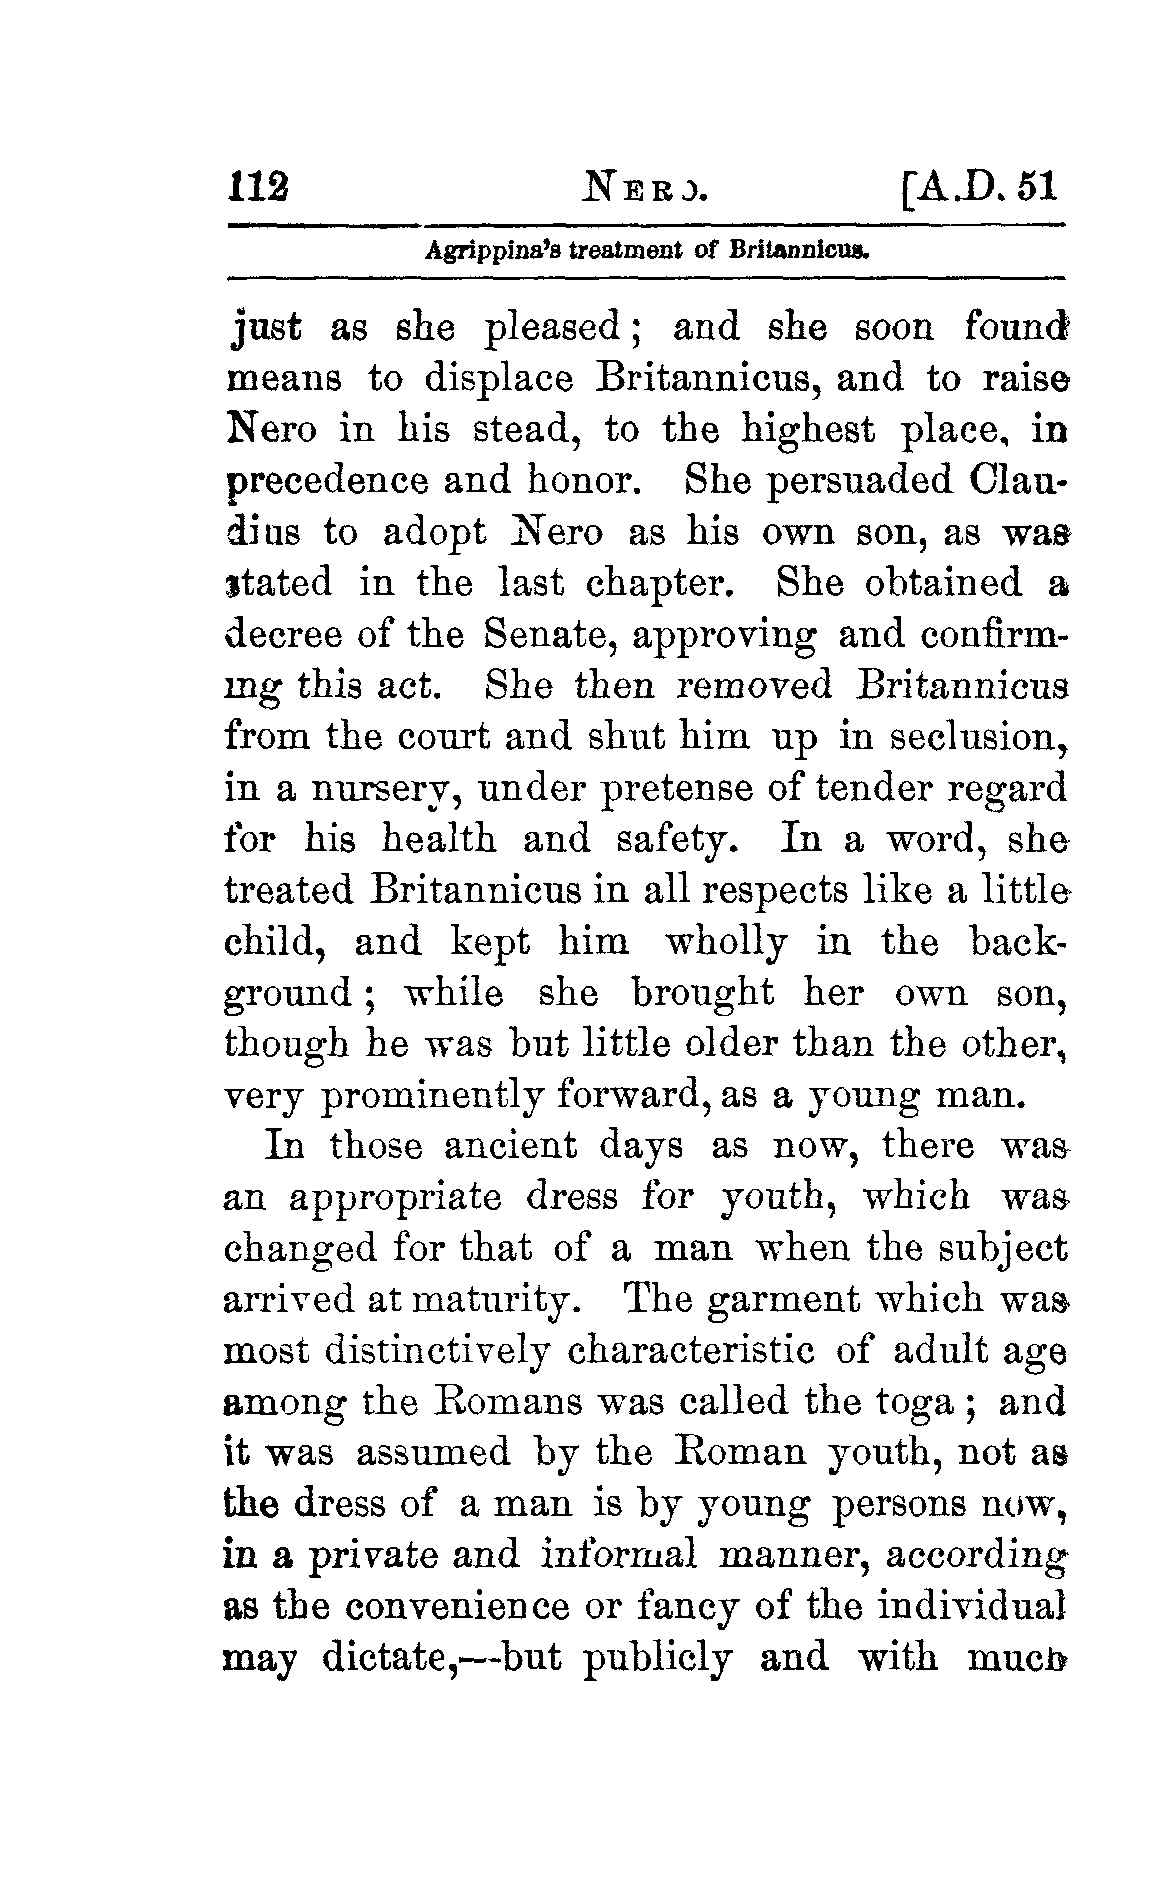 112 NERO. [A.D. 51
Agrippina's treatment of Britannicus.
just as she pleased; and she soon found
means to displace Britannicus, and to raise
Nero in his stead, to the highest place, in
precedence and honor. She persuaded Clau-
dius to adopt Nero as his own son, as was
stated in the last chapter. She obtained a
decree of the Senate, approving and confirm-
ing this act. She then removed Britannicus
from the court and shut him up in seclusion,
in a nursery, under pretense of tender regard
for his health and safety. In a word, she
treated Britannicus in all respects like a little
child, and kept him wholly in the back-
ground; while she brought her own son,
though he was but little older than the other,
very prominently forward, as a young man.
In those ancient days as now, there was
an appropriate dress for youth, which was
changed for that of a man when the subject
arrived at maturity. The garment which was
most distinctively characteristic of adult age
among the Romans was called the toga; and
it was assumed by the Roman youth, not as
the dress of a man is by young persons now,
in a private and informal manner, according
as the convenience or fancy of the individual
may dictate,—but publicly and with much